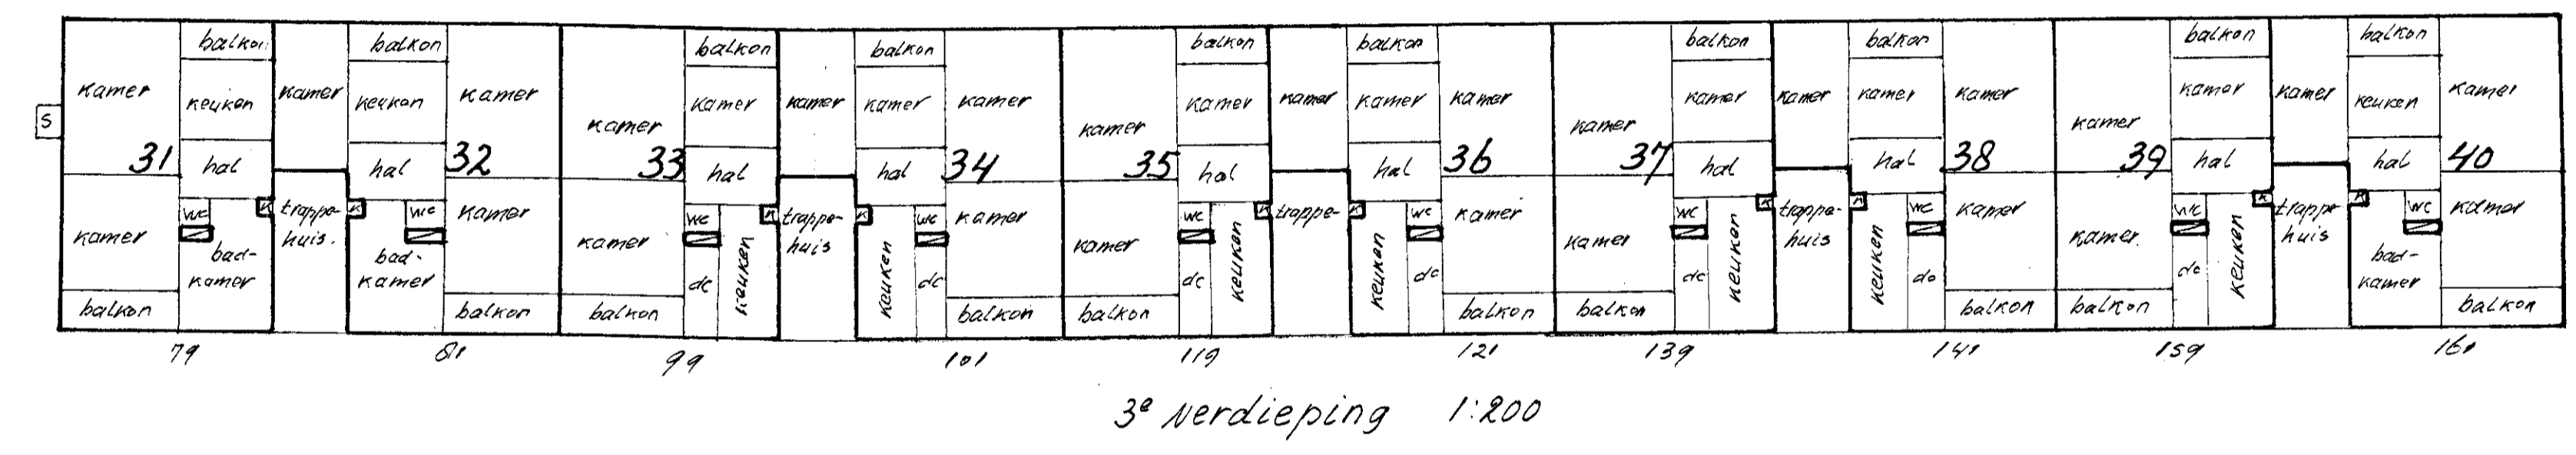 balkon balkon balkon balkon balkon balkon balkon balkon balkon balkon
kamer keuken kamer keuken kamer kamer kamer kamer kamer kamer kamer kamer kamer kamer kamer kamer kamer kamer kamer kamer kamer kamer kamer kamer kamer keuken kamer
S
31 hal hal 32 33 hal hal 34 35 hal hal 36 37 hal hal 38 39 hal hal 40
wc K trappe- K wc kamer wc K trappe- K wc kamer wc K trappe- K wc kamer wc K trappe- K wc kamer wc K trappe- K wc kamer
kamer huis. kamer huis kamer kamer huis kamer huis
bad- bad- dc keuken keuken dc dc keuken keuken dc dc keuken keuken do dc keuken bad-
kamer kamer kamer
balkon balkon balkon balkon balkon balkon balkon balkon balkon balkon
79 81 99 101 119 121 139 141 159 161
3e Verdieping 1:200